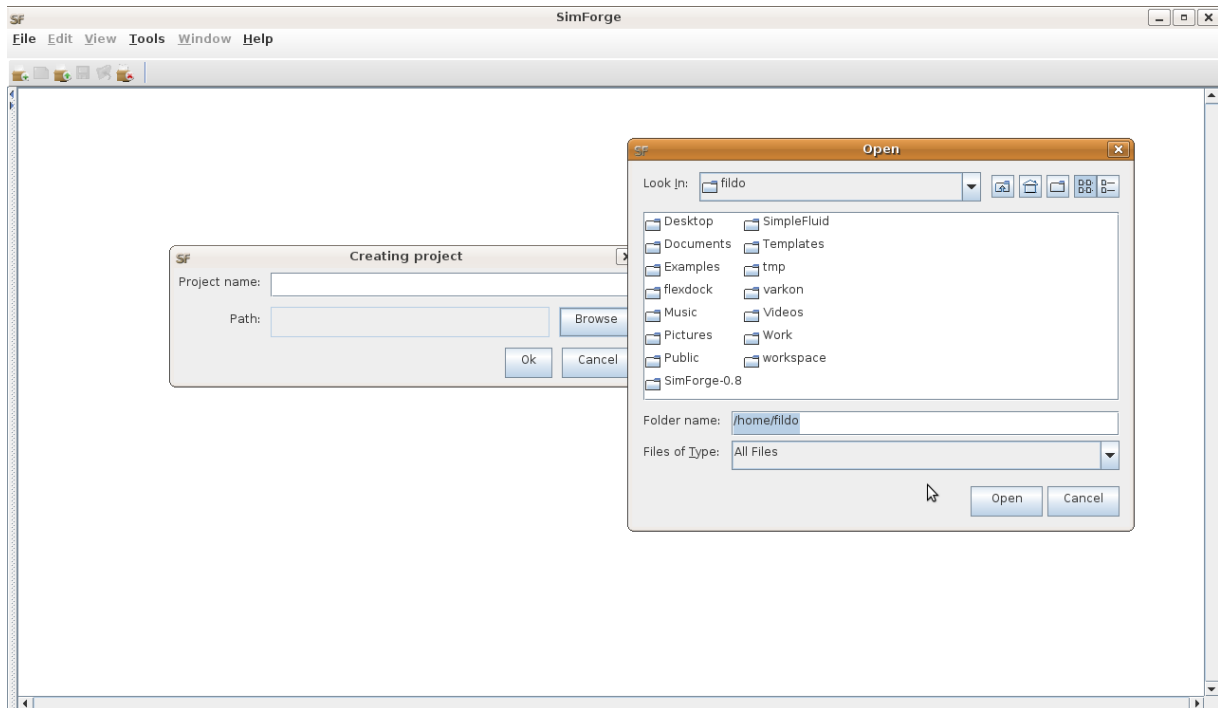 SF SimForge
File Edit View Tools Window Help
SF Open
Look In: fildo
Desktop SimpleFluid
Documents Templates
Examples tmp
flexdock varkon
Music Videos
Pictures Work
Public workspace
SimForge-0.8
Folder name: /home/fildo
Files of Type: All Files
Open Cancel
SF Creating project
Project name:
Path: Browse
Ok Cancel